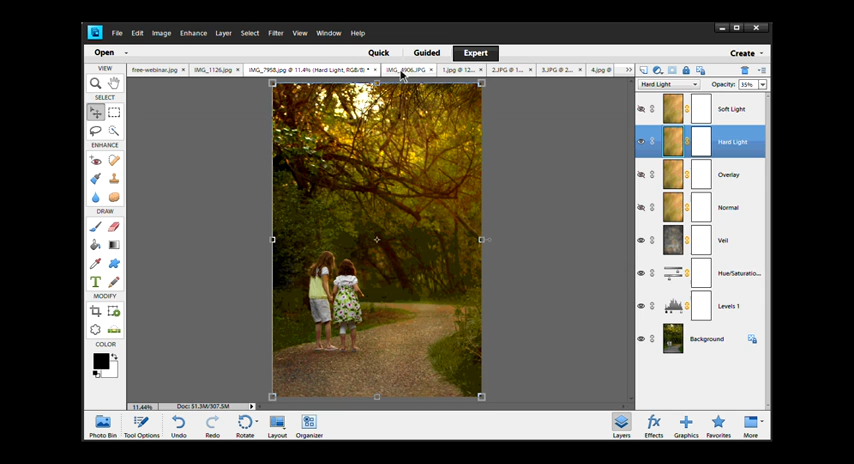 File Edit Image Enhance Layer Select Filter View Window Help
Open Quick Guided Expert Create
VIEW free-webinar.jpg × IMG_1126.jpg × IMG_7958.jpg @ 11.4% (Hard Light, RGB/8) * × IMG_4906.JPG × 1.jpg @ 12... × 2.JPG @ 1... × 3.JPG @ 2... × 4.jpg @ »
Hard Light Opacity: 35%
SELECT
Soft Light
Hard Light
ENHANCE
Overlay
Normal
DRAW
Veil
Hue/Saturatio...
T
MODIFY
Levels 1
COLOR
Background
11.44% Doc: 51.3M/307.5M
Photo Bin Tool Options Undo Redo Rotate Layout Organizer Layers Effects Graphics Favorites More